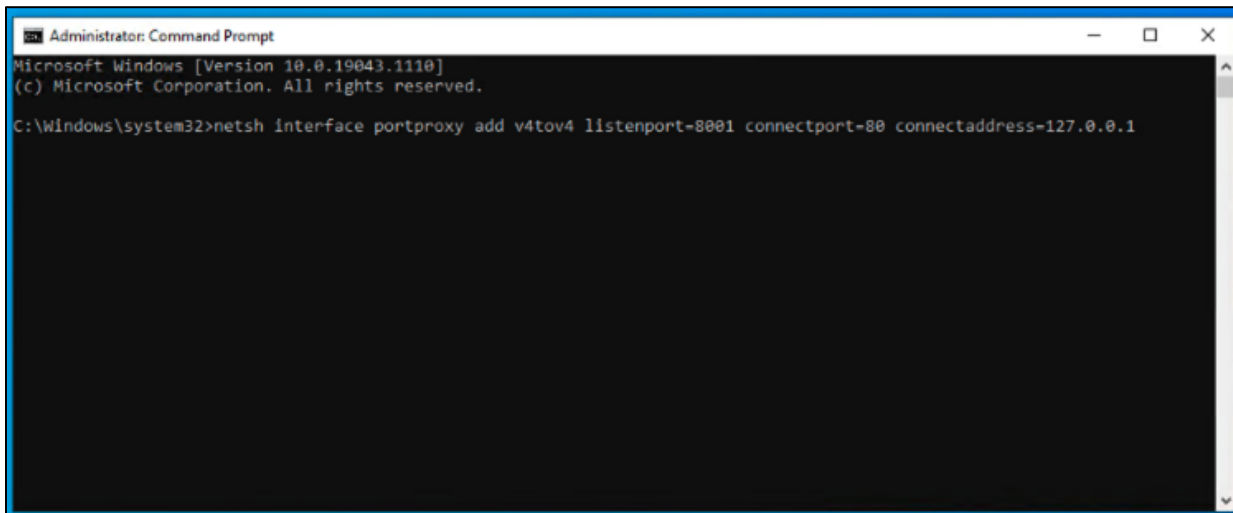 Administrator: Command Prompt
Microsoft Windows [Version 10.0.19043.1110]
(c) Microsoft Corporation. All rights reserved.
C:\Windows\system32>netsh interface portproxy add v4tov4 listenport=8001 connectport=80 connectaddress=127.0.0.1